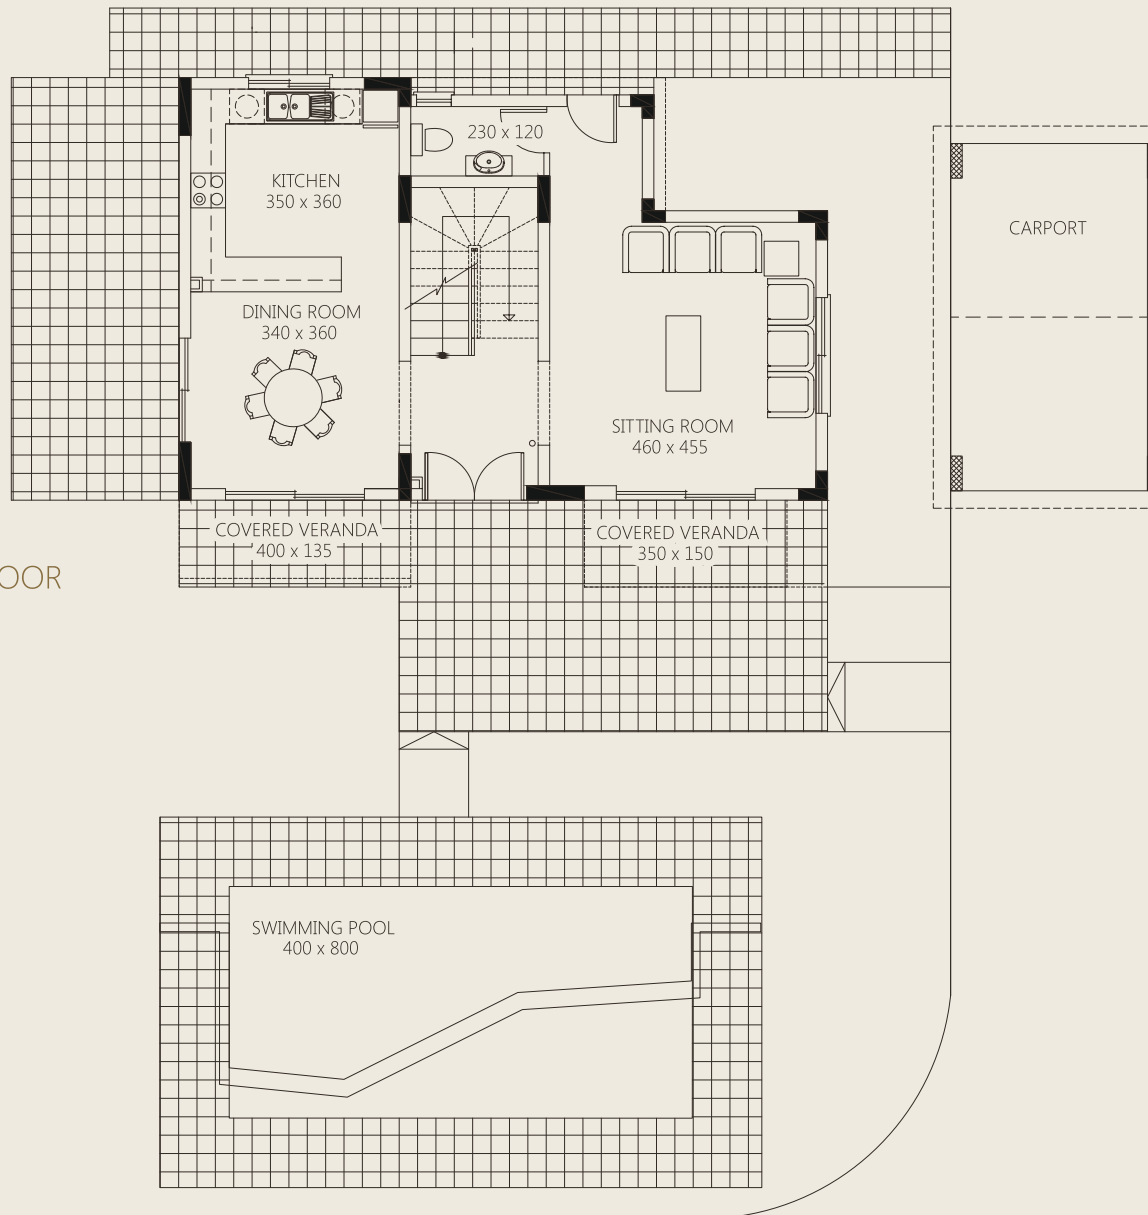 230 x 120
KITCHEN
350 x 360
CARPORT
DINING ROOM
340 x 360
SITTING ROOM
460 x 455
COVERED VERANDA
400 x 135
COVERED VERANDA
350 x 150
OOR
SWIMMING POOL
400 x 800